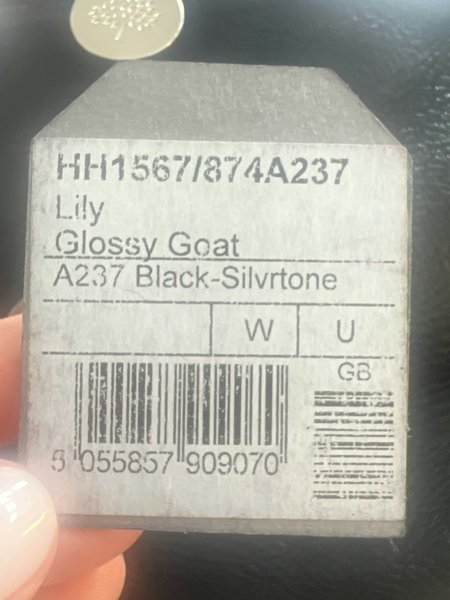 HH1567/874A237
Lily
Glossy Goat
A237 Black-Silvrtone
W U
GB
5 055857 909070